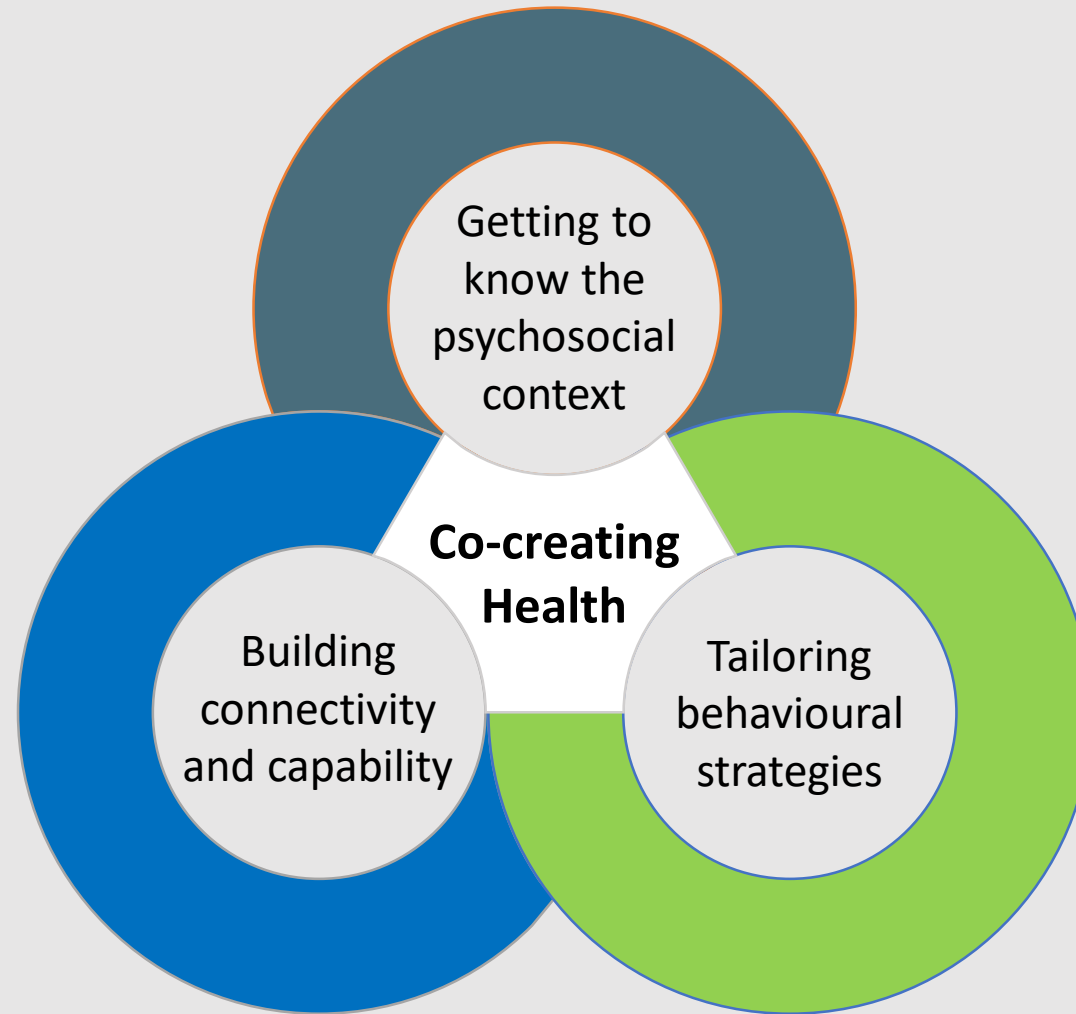 Getting to
know the
psychosocial
context
Co-creating
Health
Building
connectivity
and capability
Tailoring
behavioural
strategies